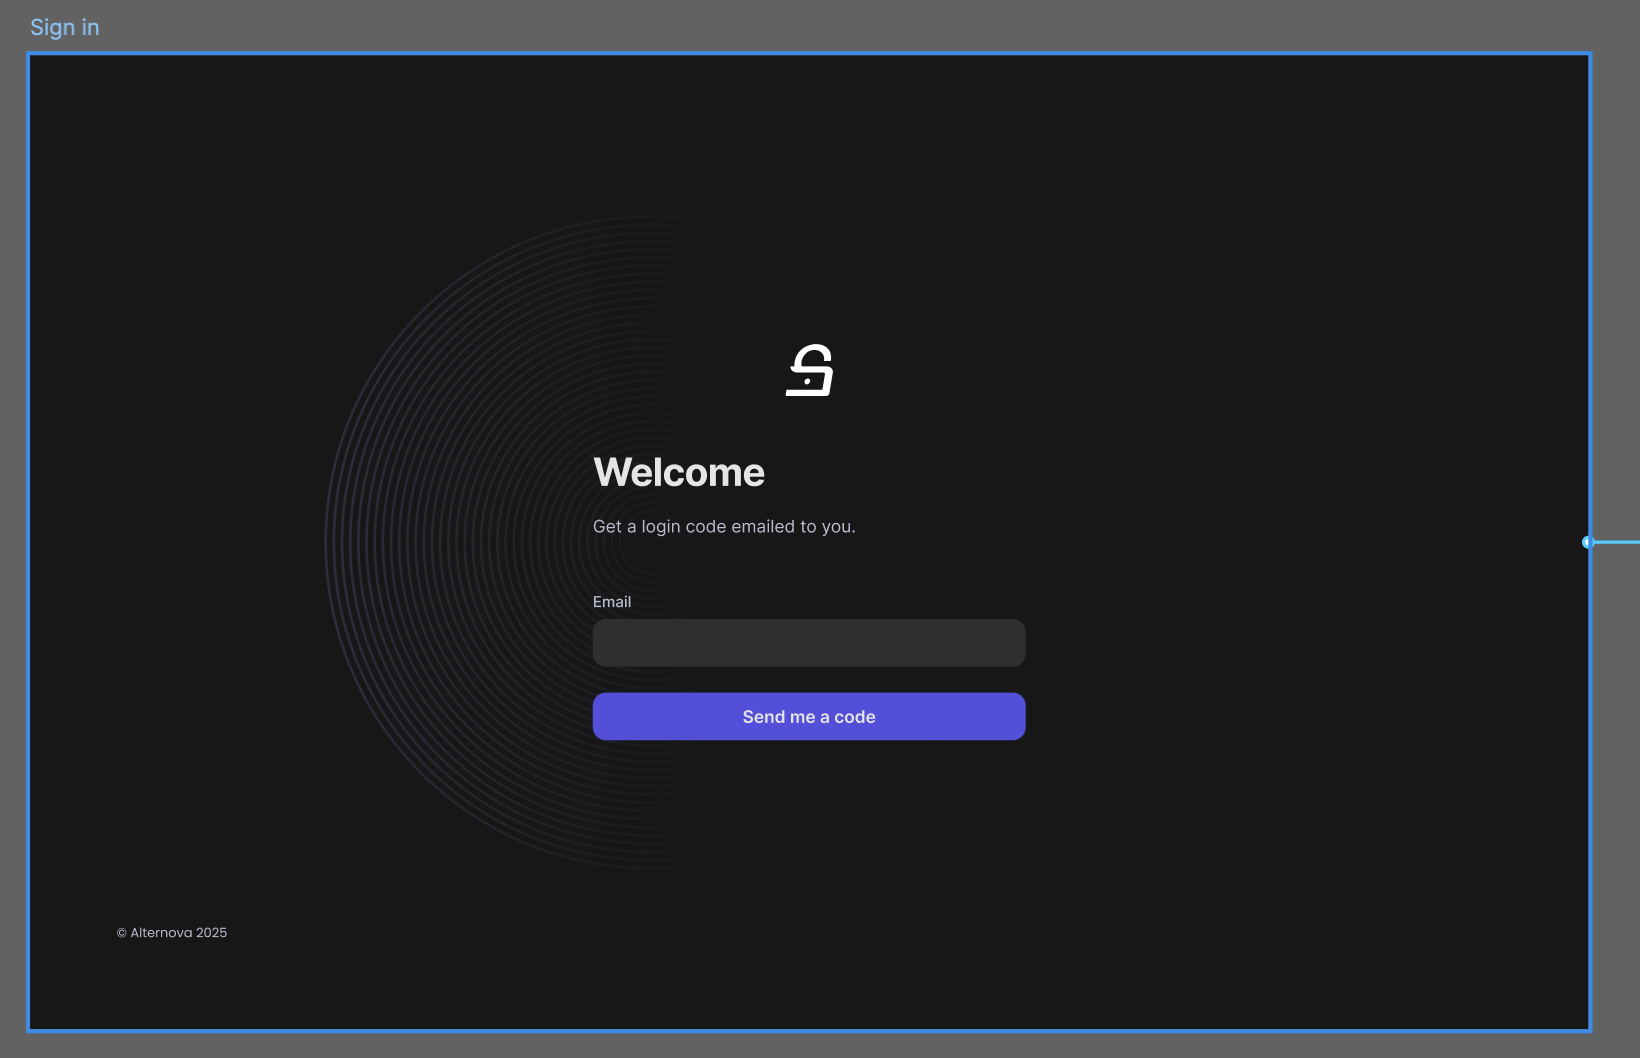 Sign in
Welcome
Get a login code emailed to you.
Email
Send me a code
© Alternova 2025